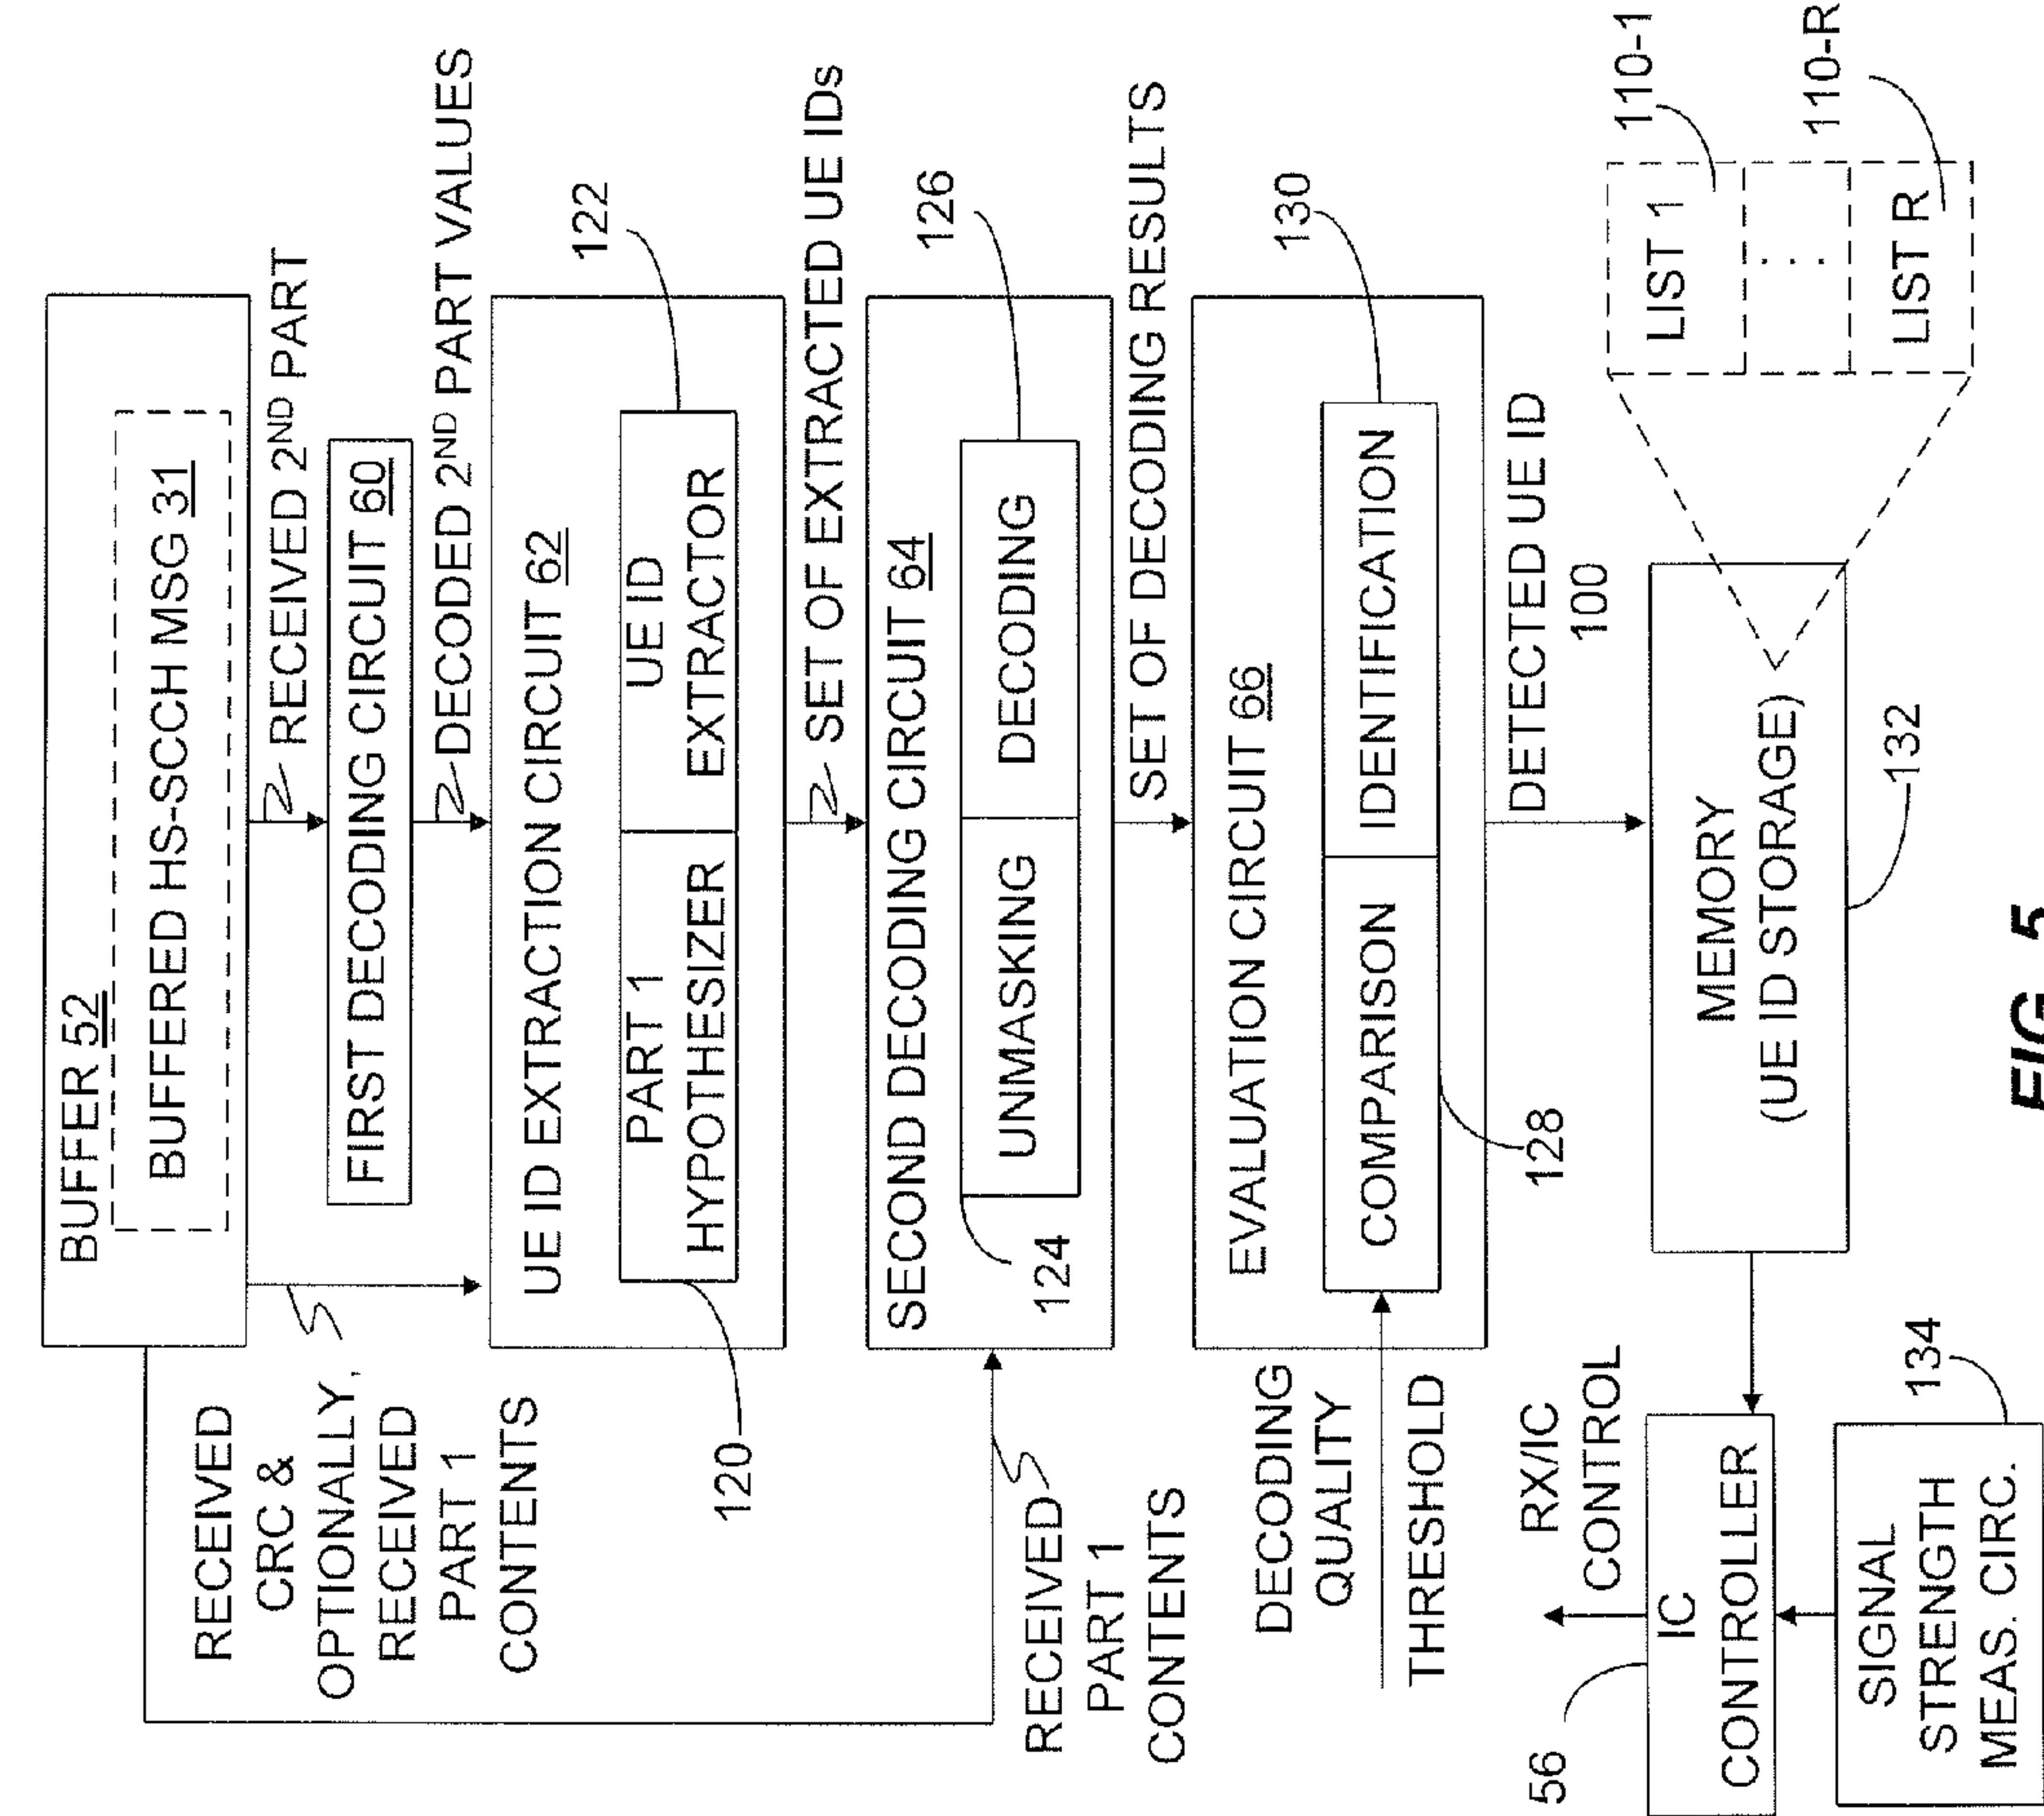 BUFFER 52
BUFFERED HS-SCCH MSG 31
RECEIVED 2ND PART
RECEIVED
CRC &
OPTIONALLY,
RECEIVED
PART 1
CONTENTS
FIRST DECODING CIRCUIT 60
DECODED 2ND PART VALUES
UE ID EXTRACTION CIRCUIT 62
PART 1
HYPOTHESIZER
UE ID
EXTRACTOR
120
122
SET OF EXTRACTED UE IDs
SECOND DECODING CIRCUIT 64
UNMASKING
DECODING
124
126
RECEIVED
PART 1
CONTENTS
SET OF DECODING RESULTS
EVALUATION CIRCUIT 66
COMPARISON
IDENTIFICATION
128
130
DECODING
QUALITY
THRESHOLD
DETECTED UE ID
100
MEMORY
(UE ID STORAGE)
132
LIST 1
. . .
LIST R
110-1
110-R
RX/IC
CONTROL
56
IC
CONTROLLER
SIGNAL
STRENGTH
MEAS. CIRC.
134
FIG. 5